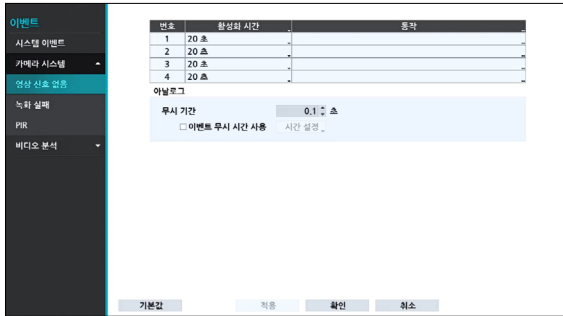 이벤트
시스템 이벤트
카메라 시스템
영상 신호 없음
녹화 실패
PIR
비디오 분석
번호 활성화 시간 동작
1 20 초
2 20 초
3 20 초
4 20 초
아날로그
무시 기간 0.1 초
이벤트 무시 시간 사용 시간 설정
기본값 적용 확인 취소